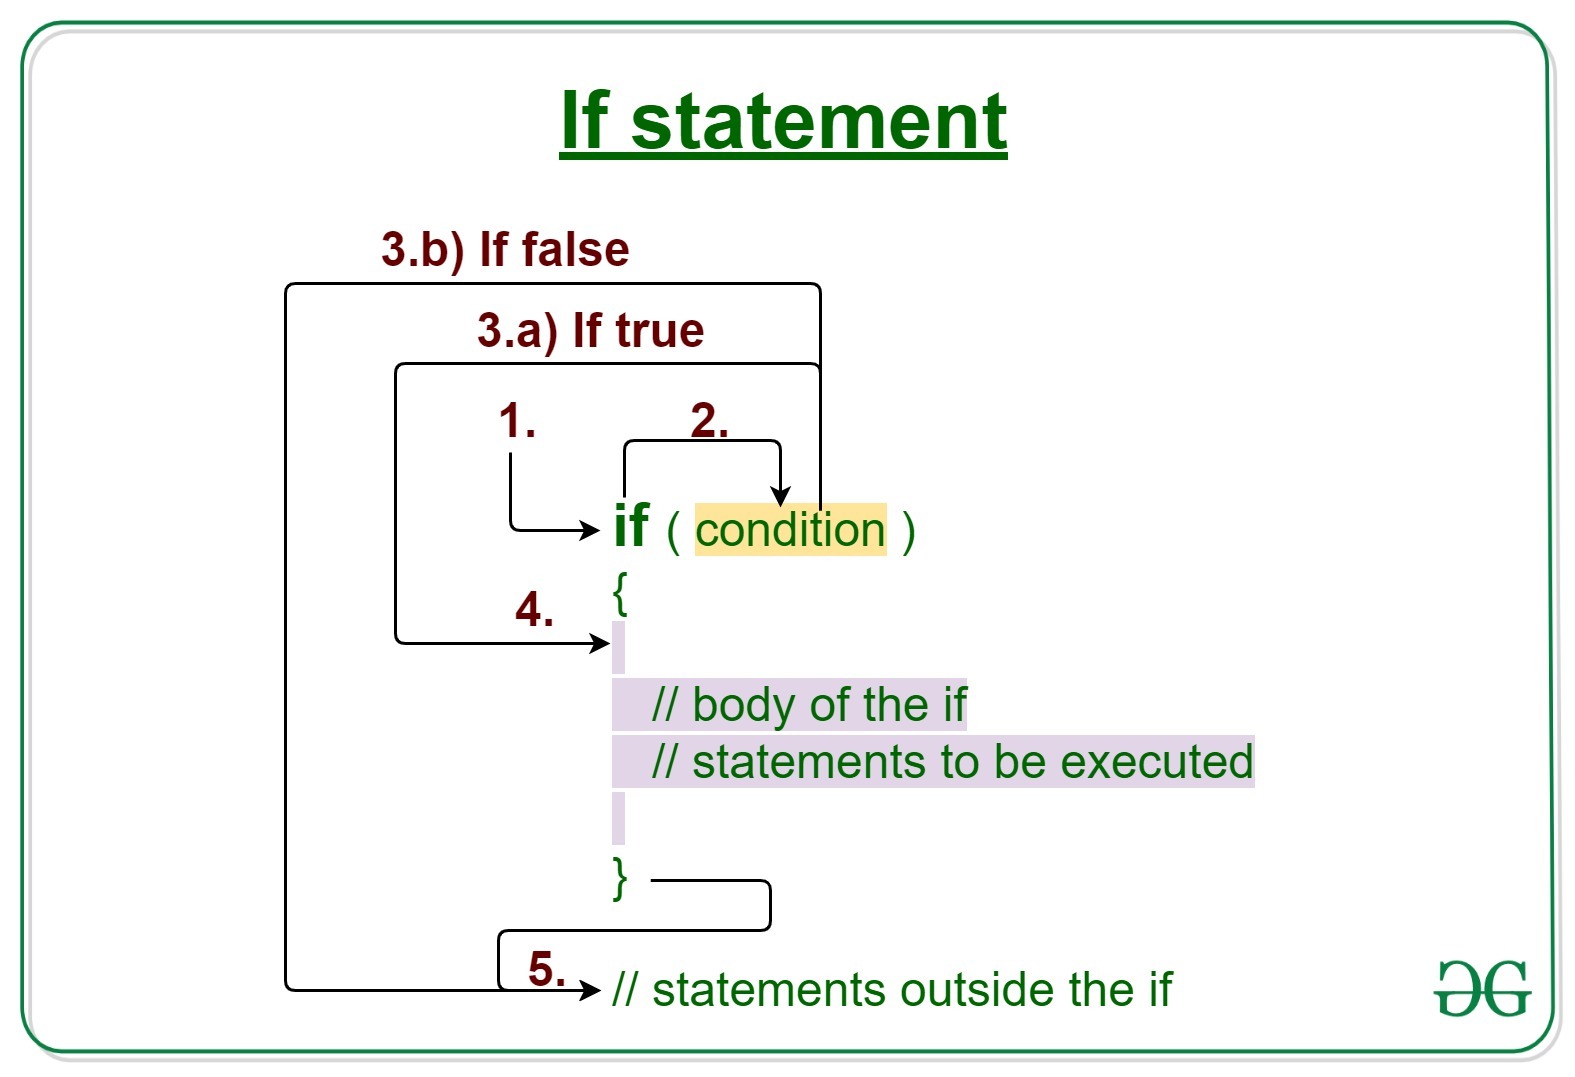 If statement
3.b) If false
3.a) If true
1.
2.
if ( condition )
{
4.
// body of the if
// statements to be executed
}
5.
// statements outside the if